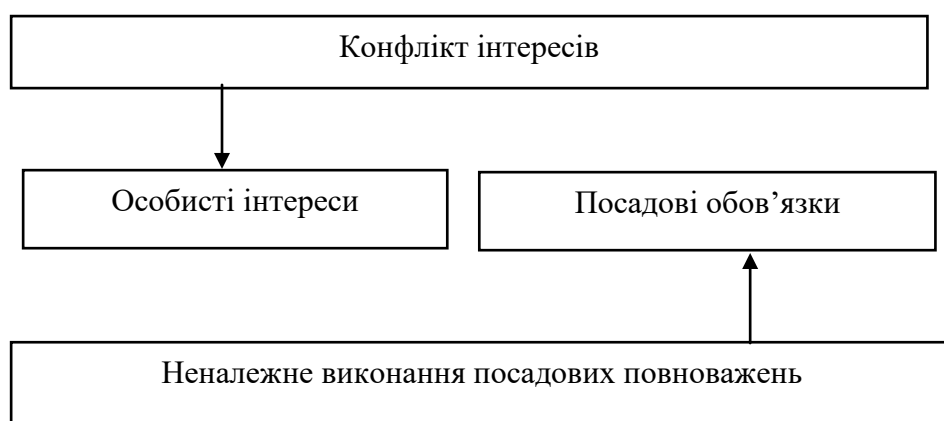 Конфлікт інтересів
Особисті інтереси
Посадові обов’язки
Неналежне виконання посадових повноважень